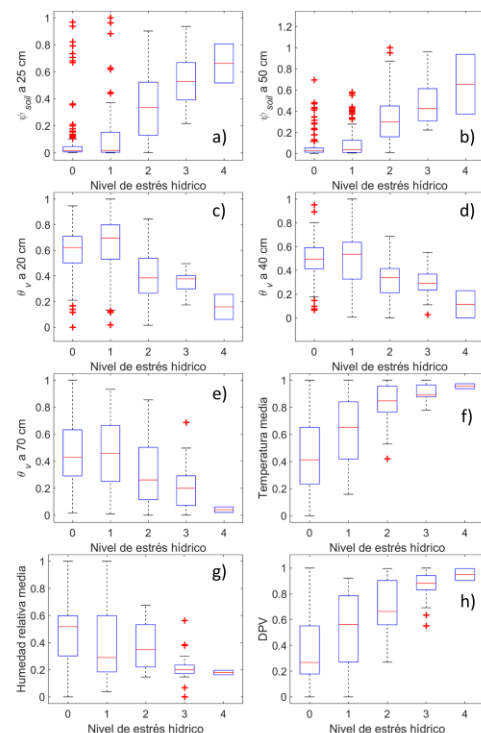 1
0.8
0.6
0.4
0.2
0
ψ soil a 25 cm
a)
0 1 2 3 4
Nivel de estrés hídrico
1.2
1
0.8
0.6
0.4
0.2
0
ψ soil a 50 cm
b)
0 1 2 3 4
Nivel de estrés hídrico
1
0.8
0.6
0.4
0.2
0
θ v a 20 cm
c)
0 1 2 3 4
Nivel de estrés hídrico
1
0.8
0.6
0.4
0.2
0
θ v a 40 cm
d)
0 1 2 3 4
Nivel de estrés hídrico
1
0.8
0.6
0.4
0.2
0
θ v a 70 cm
e)
0 1 2 3 4
Nivel de estrés hídrico
1
0.8
0.6
0.4
0.2
0
Temperatura media
f)
0 1 2 3 4
Nivel de estrés hídrico
1
0.8
0.6
0.4
0.2
0
Humedad relativa media
g)
0 1 2 3 4
Nivel de estrés hídrico
1
0.8
0.6
0.4
0.2
0
DPV
h)
0 1 2 3 4
Nivel de estrés hídrico